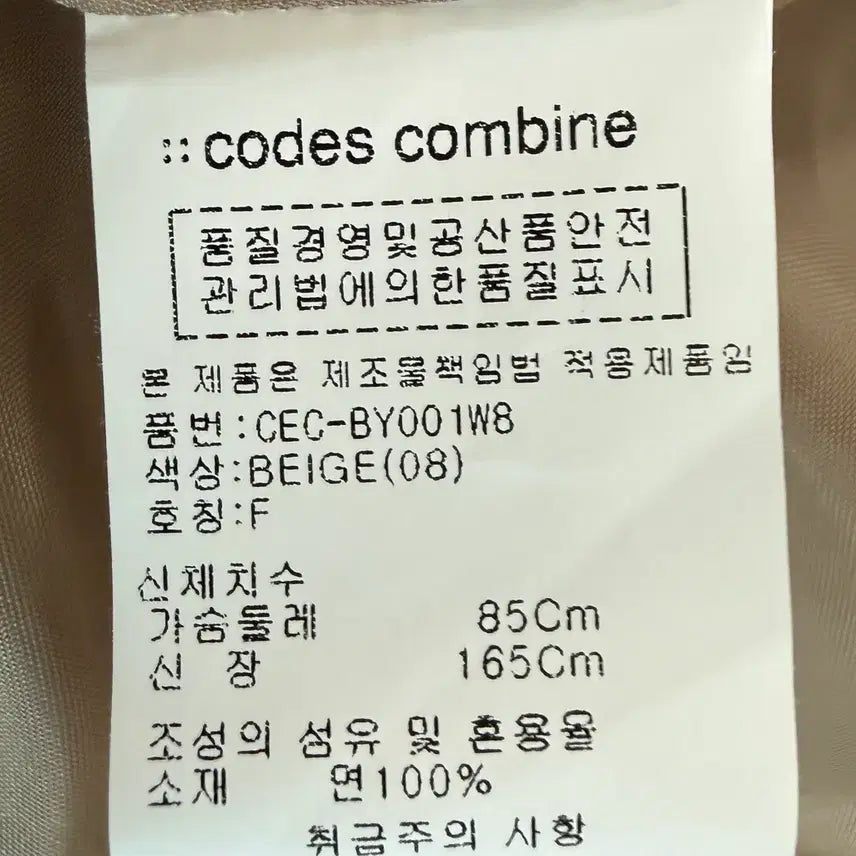 :: codes combine
품질경영및공산품안전
관리법에의한품질표시
본 제품은 제조물책임법 적용제품임
품번:CEC-BY001W8
색상:BEIGE(08)
호칭:F
신체치수
가슴둘레 85Cm
신 장 165Cm
조성의 섬유 및 혼용율
소재 면100%
취급주의 사항